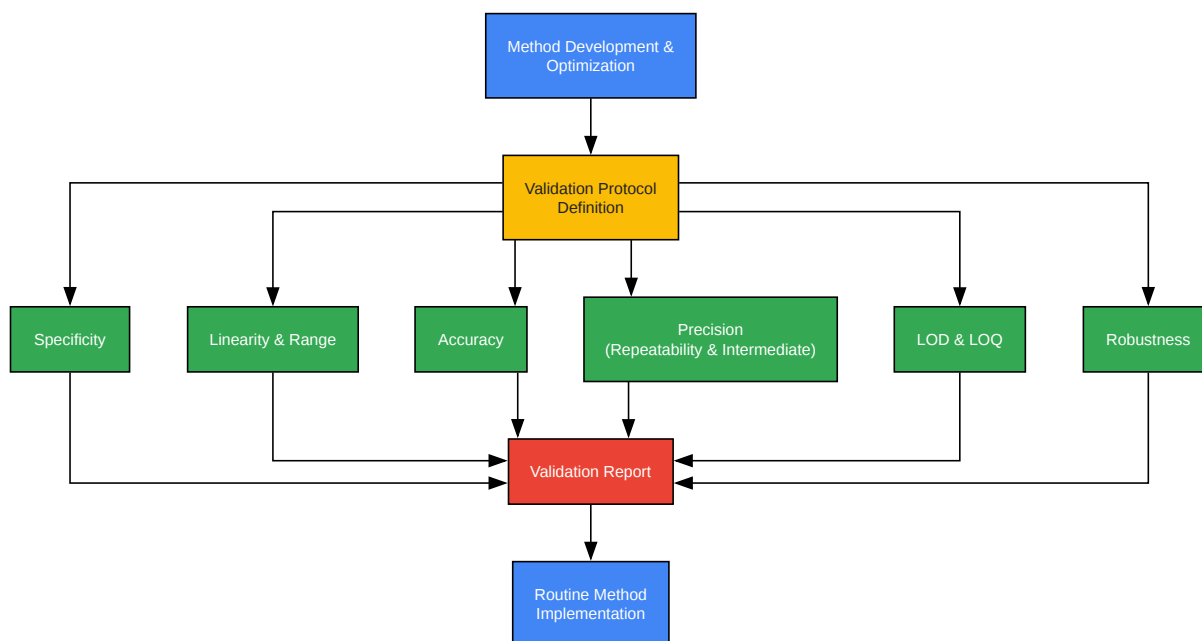 Method Development &
Optimization
Validation Protocol
Definition
Specificity
Linearity & Range
Accuracy
Precision
(Repeatability & Intermediate)
LOD & LOQ
Robustness
Validation Report
Routine Method
Implementation